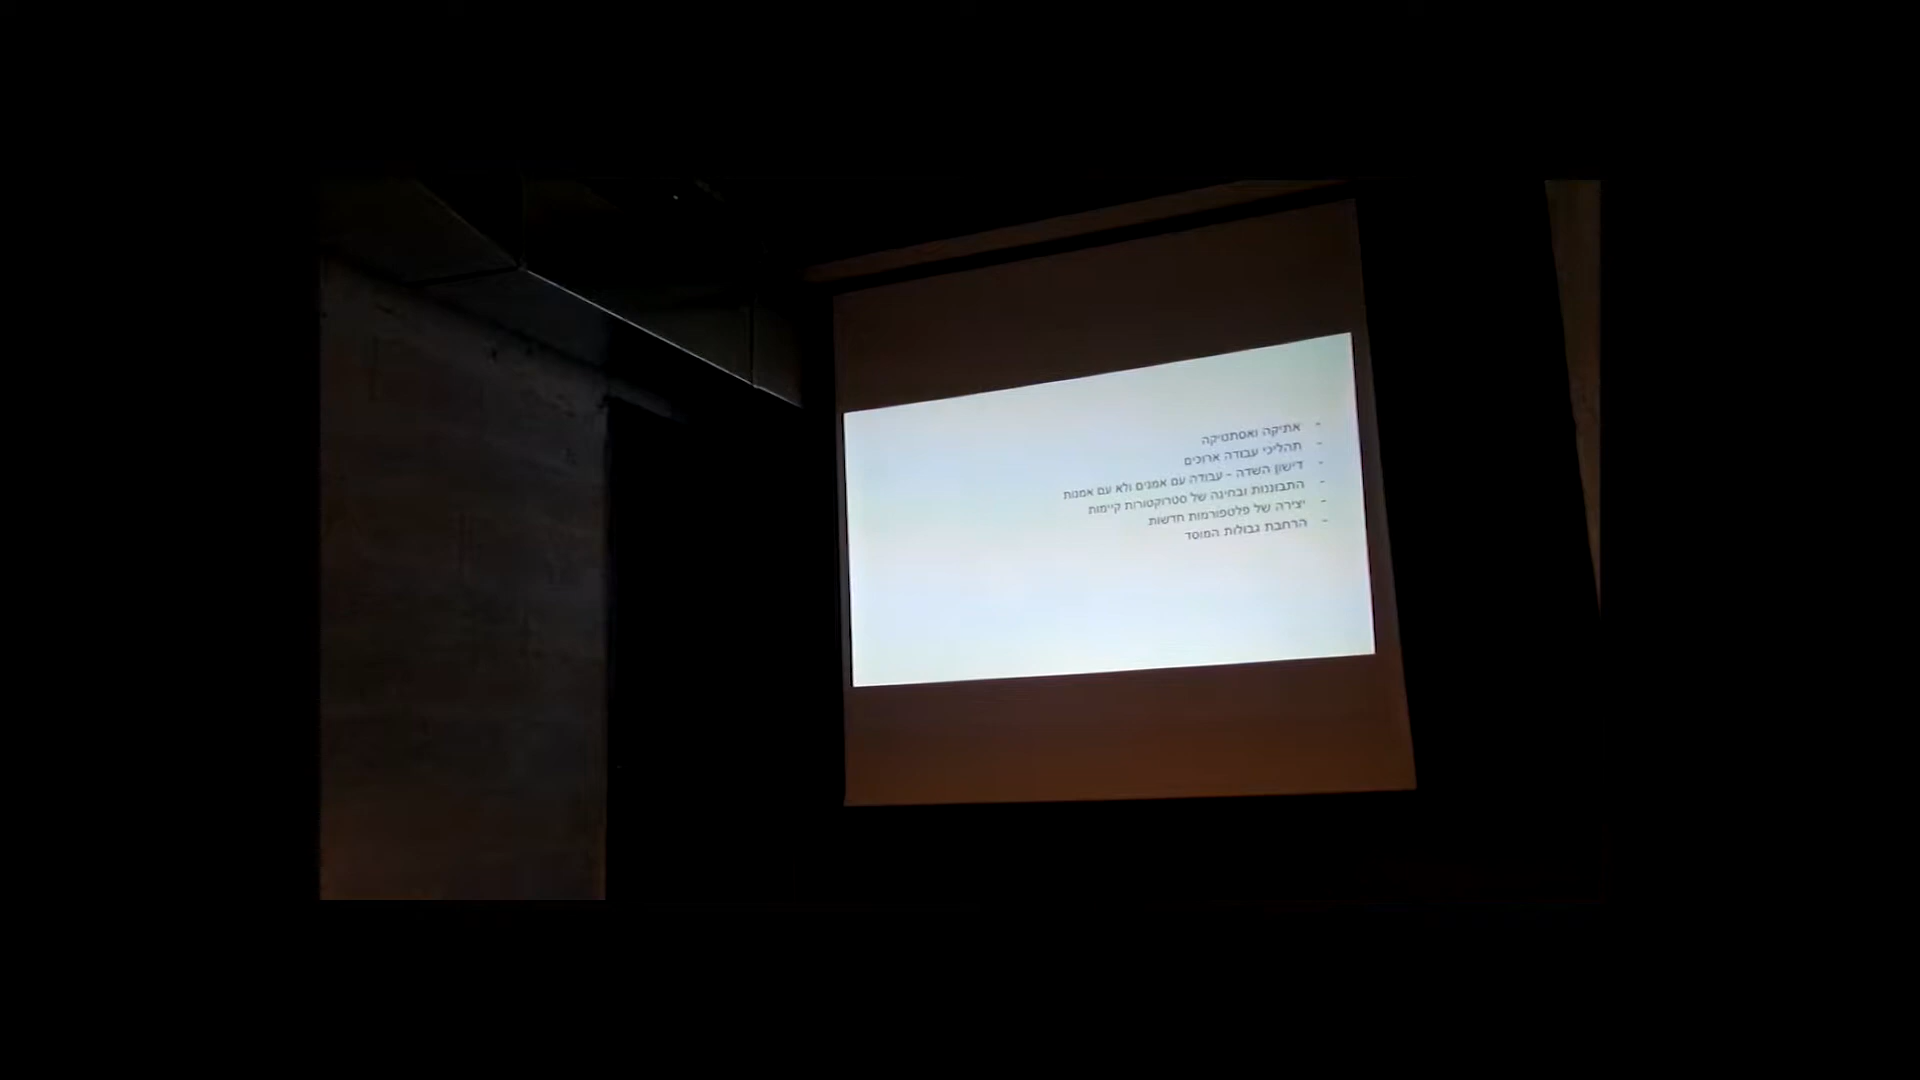 - אתיקה ואסתטיקה
- תהליכי עבודה ארוכים
- דישון השדה - עבודה עם אמנים ולא עם אמנות
- התבוננות ובחינה של סטרוקטורות קיימות
- יצירה של פלטפורמות חדשות
- הרחבת גבולות המוסד